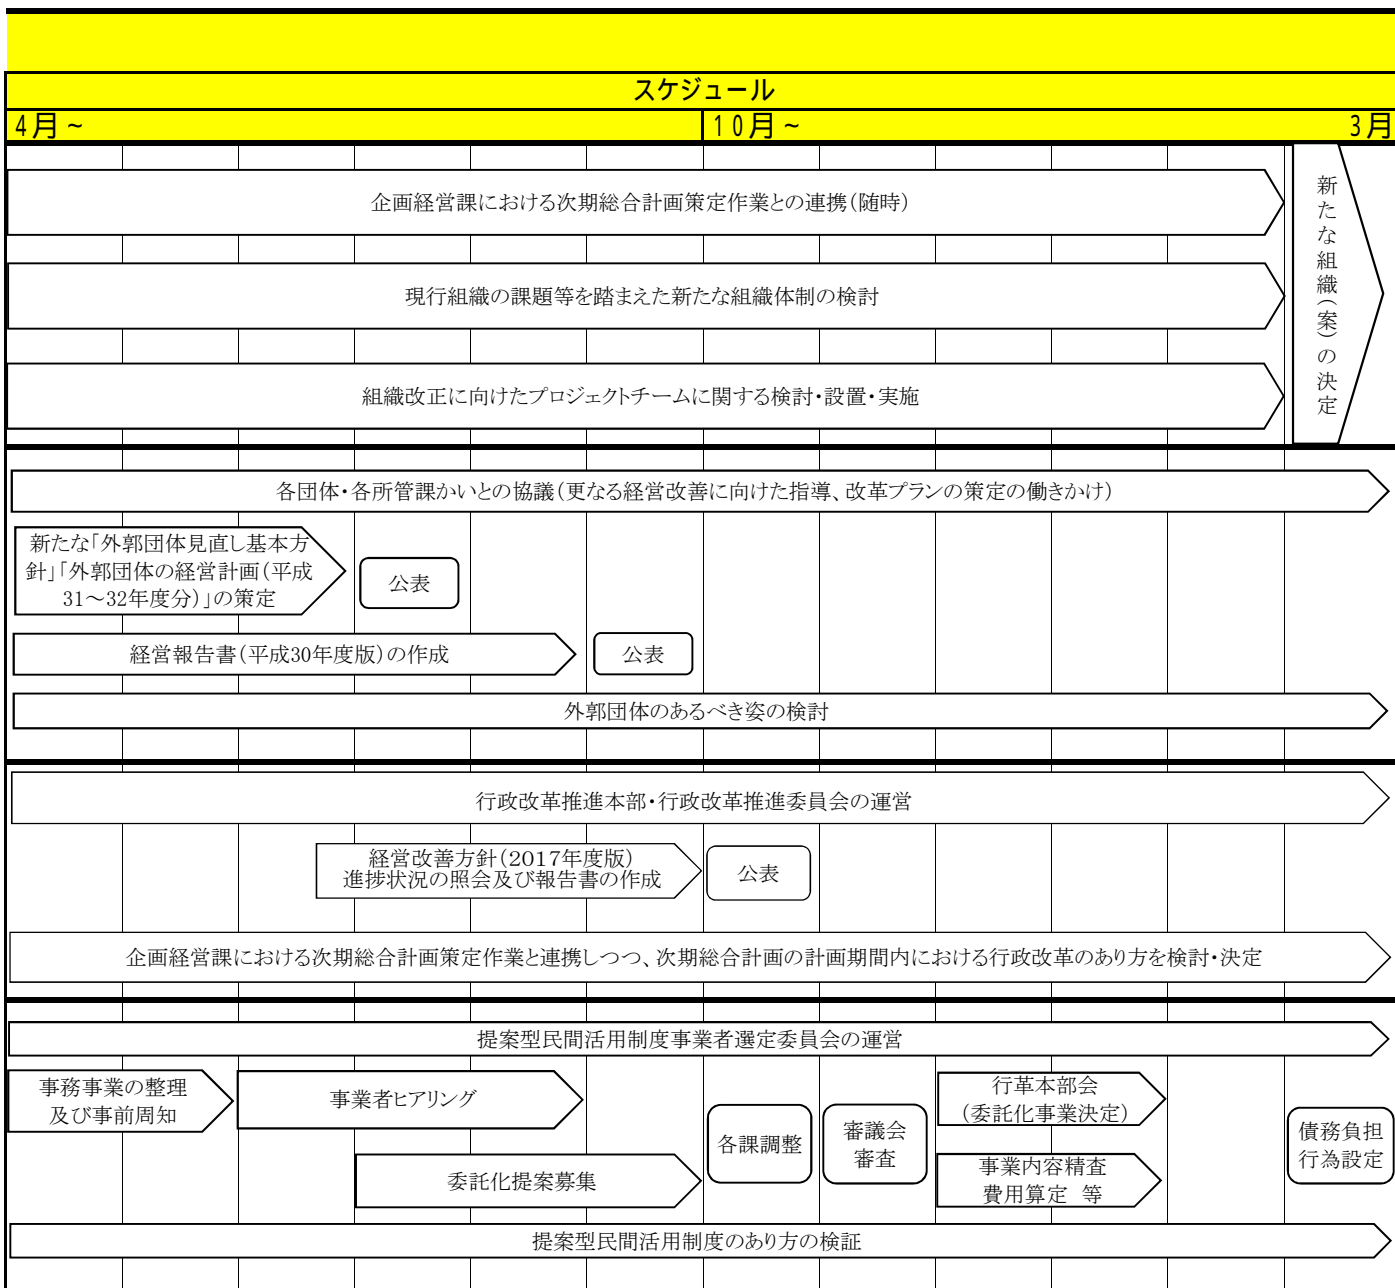 スケジュール
4月~
10月~
3月
企画経営課における次期総合計画策定作業との連携(随時)
新たな組織(案)の決定
現行組織の課題等を踏まえた新たな組織体制の検討
組織改正に向けたプロジェクトチームに関する検討・設置・実施
各団体・各所管課かいとの協議(更なる経営改善に向けた指導、改革プランの策定の働きかけ)
新たな「外郭団体見直し基本方
針」「外郭団体の経営計画(平成
31～32年度分)」の策定
公表
経営報告書(平成30年度版)の作成
公表
外郭団体のあるべき姿の検討
行政改革推進本部・行政改革推進委員会の運営
経営改善方針(2017年度版)
進捗状況の照会及び報告書の作成
公表
企画経営課における次期総合計画策定作業と連携しつつ、次期総合計画の計画期間内における行政改革のあり方を検討・決定
提案型民間活用制度事業者選定委員会の運営
事務事業の整理
及び事前周知
事業者ヒアリング
委託化提案募集
各課調整
審議会
審査
行革本部会
(委託化事業決定)
事業内容精査
費用算定 等
債務負担
行為設定
提案型民間活用制度のあり方の検証